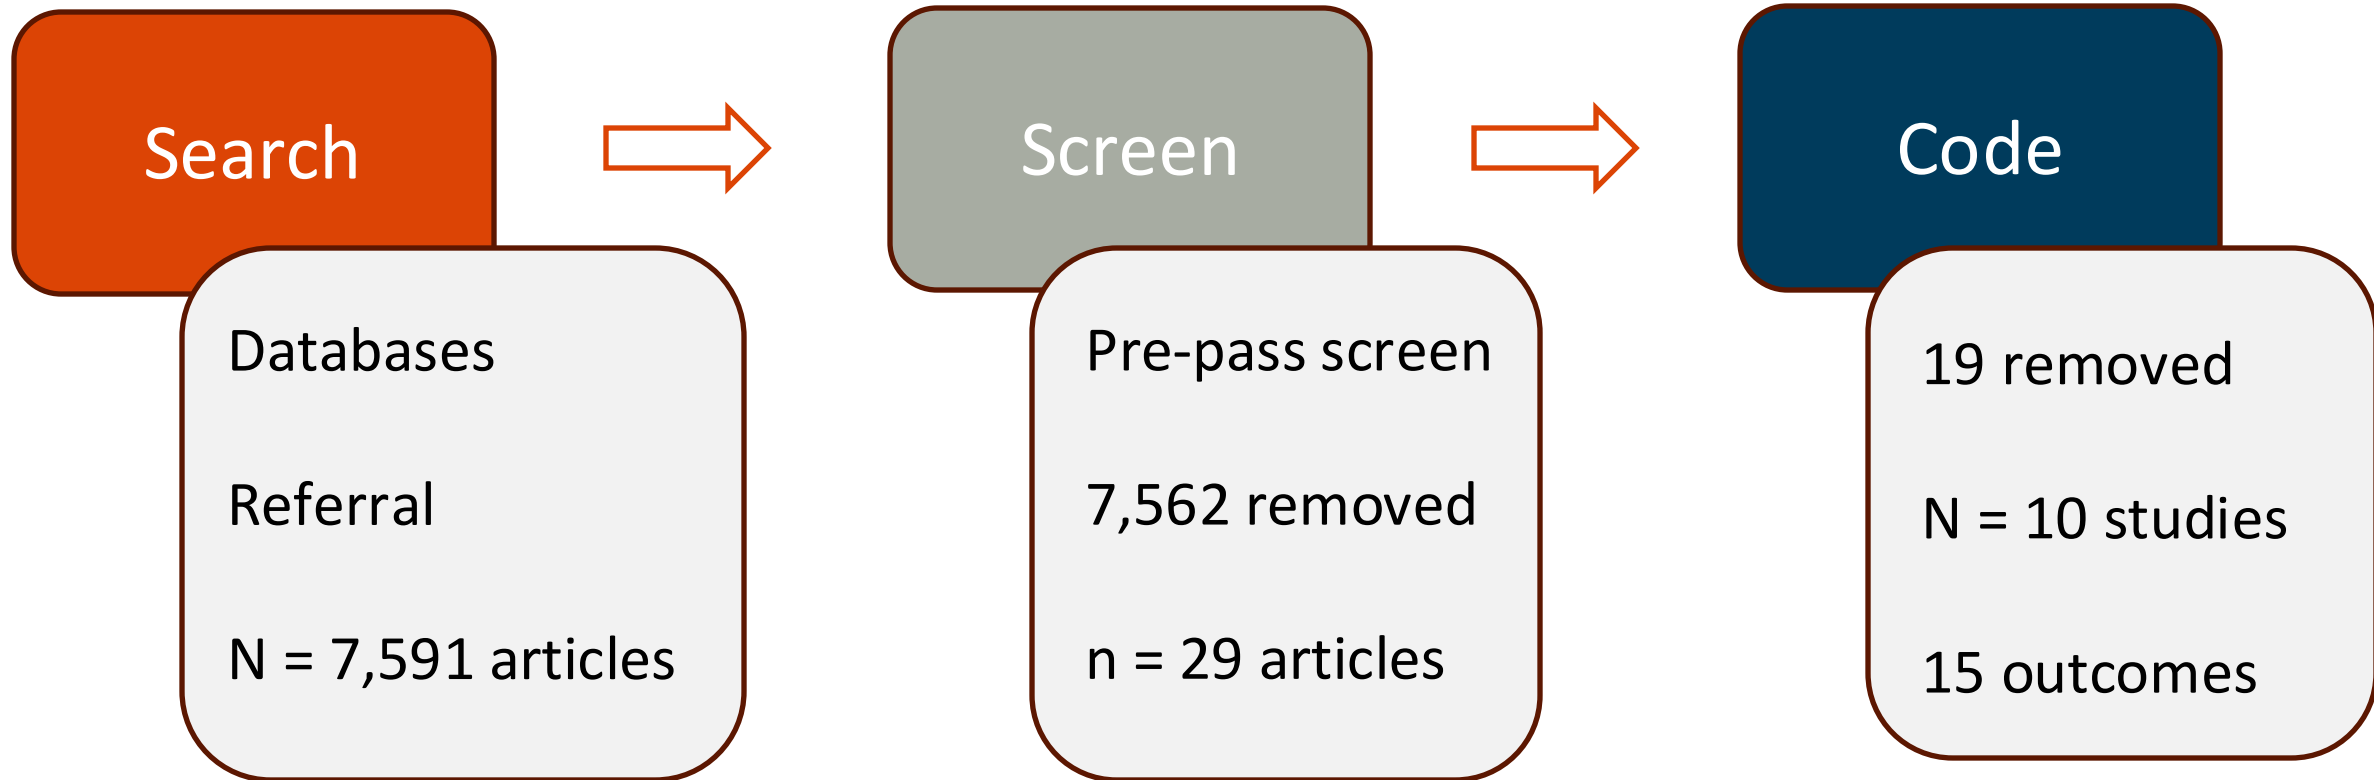 Search
Databases
Referral
N = 7,591 articles
Screen
Pre-pass screen
7,562 removed
n = 29 articles
Code
19 removed
N = 10 studies
15 outcomes